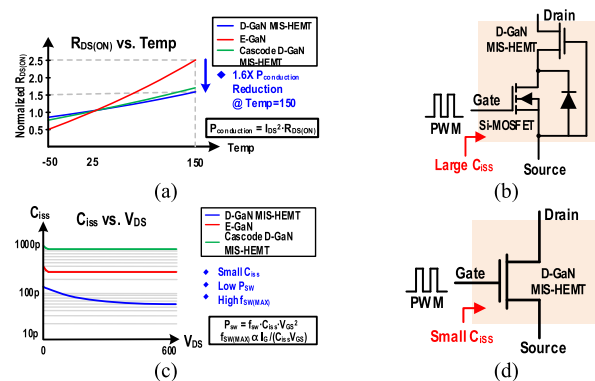 RDS(ON) vs. Temp
Normalized RDS(ON)
2.5
2.0
1.5
1.0
0.5
-50
25
150
Temp
D-GaN MIS-HEMT
E-GaN
Cascode D-GaN
MIS-HEMT
1.6X Pconduction
Reduction
@ Temp=150
Pconduction = IDS²·RDS(ON)
(a)
Drain
D-GaN
MIS-HEMT
Gate
PWM
Si-MOSFET
Large CISS
Source
(b)
Ciss
Ciss vs. VDS
1000p
100p
10p
0
600
VDS
D-GaN MIS-HEMT
E-GaN
Cascode D-GaN
MIS-HEMT
Small Ciss
Low PSW
High fSW(MAX)
Psw = fsw·Ciss·VGS²
fSW(MAX) ∝ IG/(CissVGS)
(c)
Drain
Gate
D-GaN
MIS-HEMT
PWM
Small CISS
Source
(d)